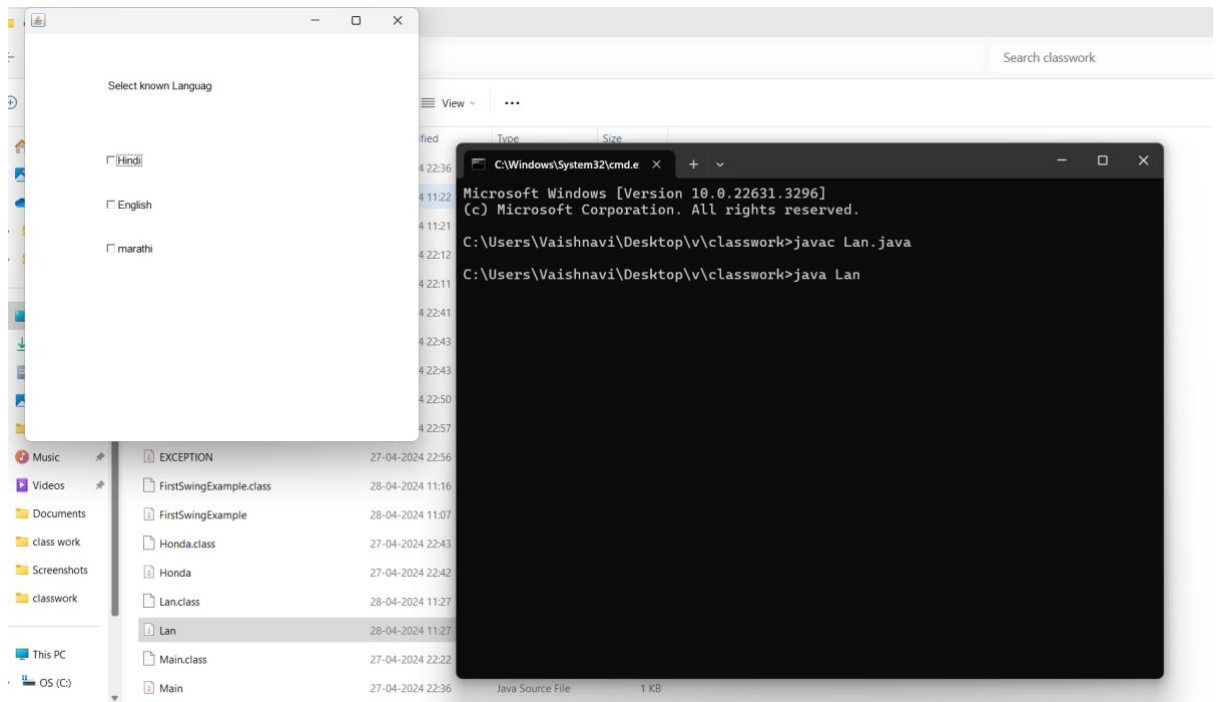 Select known Languag
Hindi
English
marathi
Search classwork
View
Type
Size
C:\Windows\System32\cmd.e
Microsoft Windows [Version 10.0.22631.3296]
(c) Microsoft Corporation. All rights reserved.
C:\Users\Vaishnavi\Desktop\v\classwork>javac Lan.java
C:\Users\Vaishnavi\Desktop\v\classwork>java Lan
4 22:36
4 11:22
4 11:21
4 22:12
4 22:11
4 22:41
4 22:43
4 22:43
4 22:50
4 22:57
Music
EXCEPTION 27-04-2024 22:56
Videos
FirstSwingExample.class 28-04-2024 11:16
Documents
FirstSwingExample 28-04-2024 11:07
class work
Honda.class 27-04-2024 22:43
Screenshots
Honda 27-04-2024 22:42
classwork
Lan.class 28-04-2024 11:27
Lan 28-04-2024 11:27
This PC
Main.class 27-04-2024 22:22
OS (C:)
Main 27-04-2024 22:36 Java Source File 1 KB